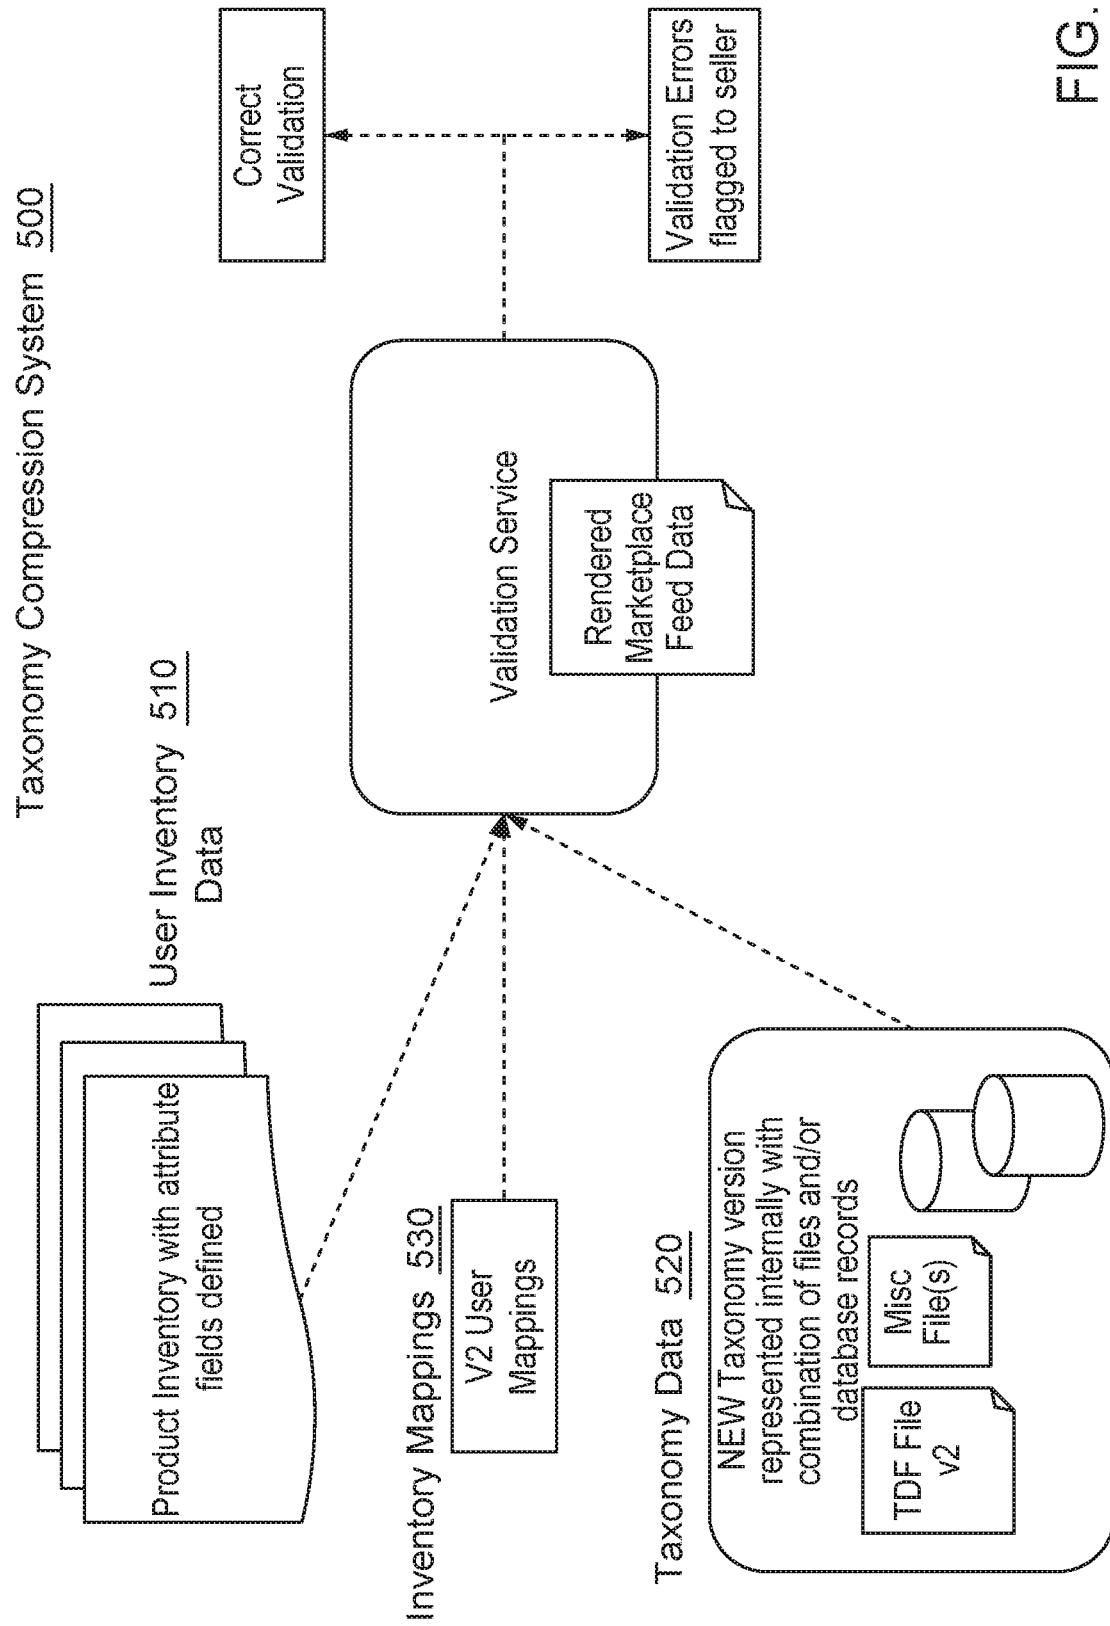 Taxonomy Compression System 500
User Inventory 510
Data
Product Inventory with attribute
fields defined
Inventory Mappings 530
V2 User
Mappings
Taxonomy Data 520
NEW Taxonomy version
represented internally with
combination of files and/or
database records
TDF File
v2
Misc
File(s)
Validation Service
Rendered
Marketplace
Feed Data
Correct
Validation
Validation Errors
flagged to seller
FIG.